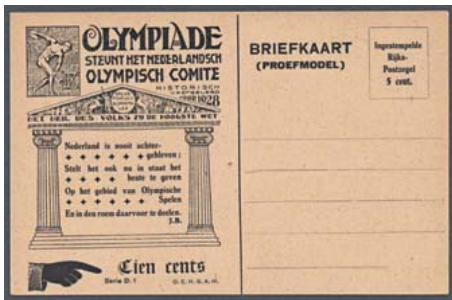 OLYMPIADE
STEUNT HET NEDERLANDSCH
OLYMPISCH COMITE
HISTORISCH
1928
HET HEIL DES VOLKS ZY DE HOOGSTE WET
Nederland is nooit achter-
gebleven;
Stelt het ook nu in staat het
beste te geven
Op het gebied van Olympische
Spelen
En in den roem daarvoor te deelen.
J.B.
Tien cents
Serie D. 1 D.E.H.G.A.H.
BRIEFKAART
(PROEFMODEL)
Ingestempelde
Rijks-
Postzegel
5 cent.